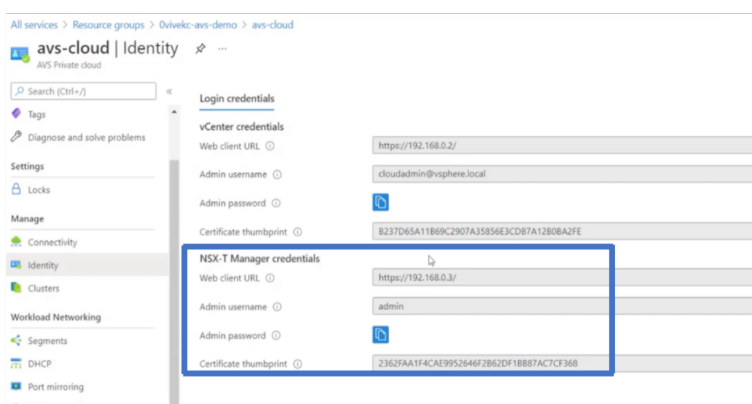 All services > Resource groups > 0vivekc-avs-demo > avs-cloud
avs-cloud | Identity
AVS Private cloud
Search (Ctrl+/)
Tags
Diagnose and solve problems
Settings
Locks
Manage
Connectivity
Identity
Clusters
Workload Networking
Segments
DHCP
Port mirroring
Login credentials
vCenter credentials
Web client URL https://192.168.0.2/
Admin username cloudadmin@vsphere.local
Admin password
Certificate thumbprint B237D65A11B69C2907A35856E3CDB7A12B0BA2FE
NSX-T Manager credentials
Web client URL https://192.168.0.3/
Admin username admin
Admin password
Certificate thumbprint 2362FAA1F4CAE9952646F2B62DF1BB87AC7CF36B